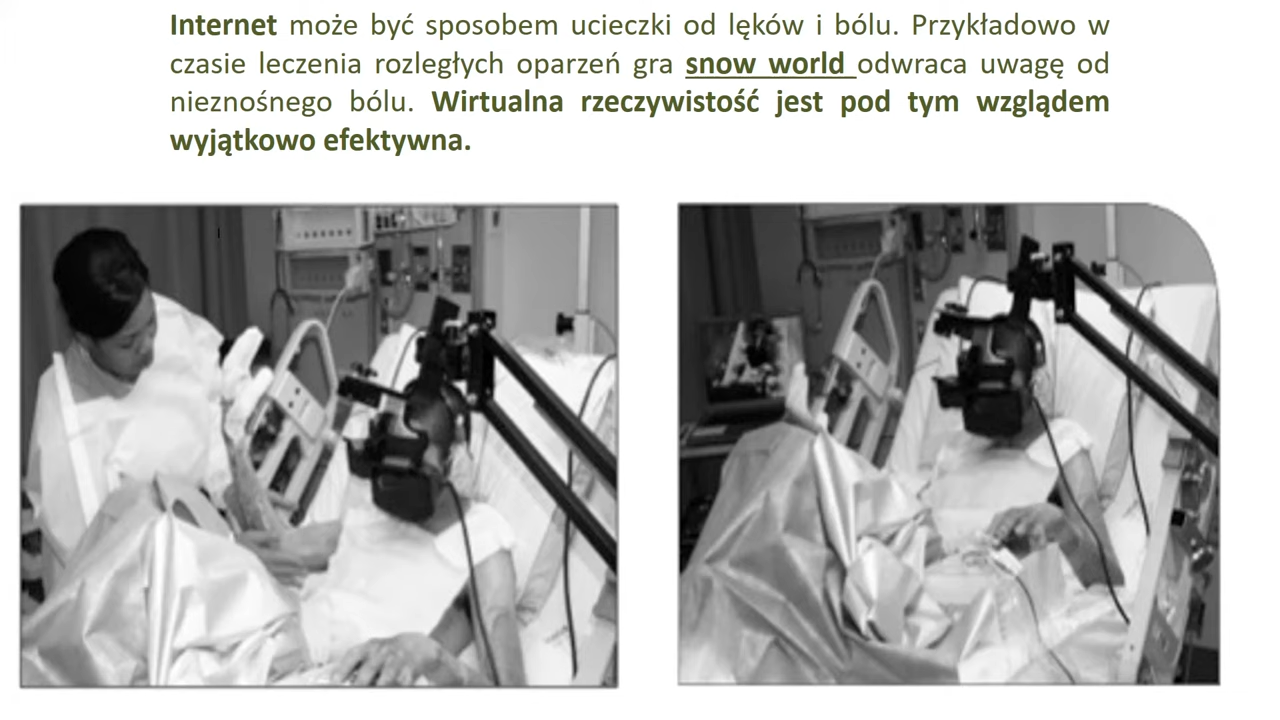 Internet może być sposobem ucieczki od lęków i bólu. Przykładowo w
czasie leczenia rozległych oparzeń gra snow world odwraca uwagę od
nieznośnego bólu. Wirtualna rzeczywistość jest pod tym względem
wyjątkowo efektywna.